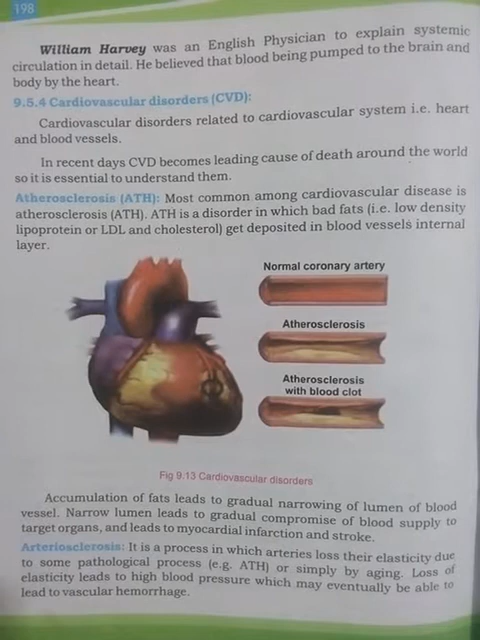 198
William Harvey was an English Physician to explain systemic
circulation in detail. He believed that blood being pumped to the brain and
body by the heart.
9.5.4 Cardiovascular disorders (CVD):
Cardiovascular disorders related to cardiovascular system i.e. heart
and blood vessels.
In recent days CVD becomes leading cause of death around the world
so it is essential to understand them.
Atherosclerosis (ATH): Most common among cardiovascular disease is
atherosclerosis (ATH). ATH is a disorder in which bad fats (i.e. low density
lipoprotein or LDL and cholesterol) get deposited in blood vessels internal
layer.
Normal coronary artery
Atherosclerosis
Atherosclerosis
with blood clot
Fig 9.13 Cardiovascular disorders
Accumulation of fats leads to gradual narrowing of lumen of blood
vessel. Narrow lumen leads to gradual compromise of blood supply to
target organs, and leads to myocardial infarction and stroke.
Arteriosclerosis: It is a process in which arteries loss their elasticity due
to some pathological process (e.g. ATH) or simply by aging. Loss of
elasticity leads to high blood pressure which may eventually be able to
lead to vascular hemorrhage.